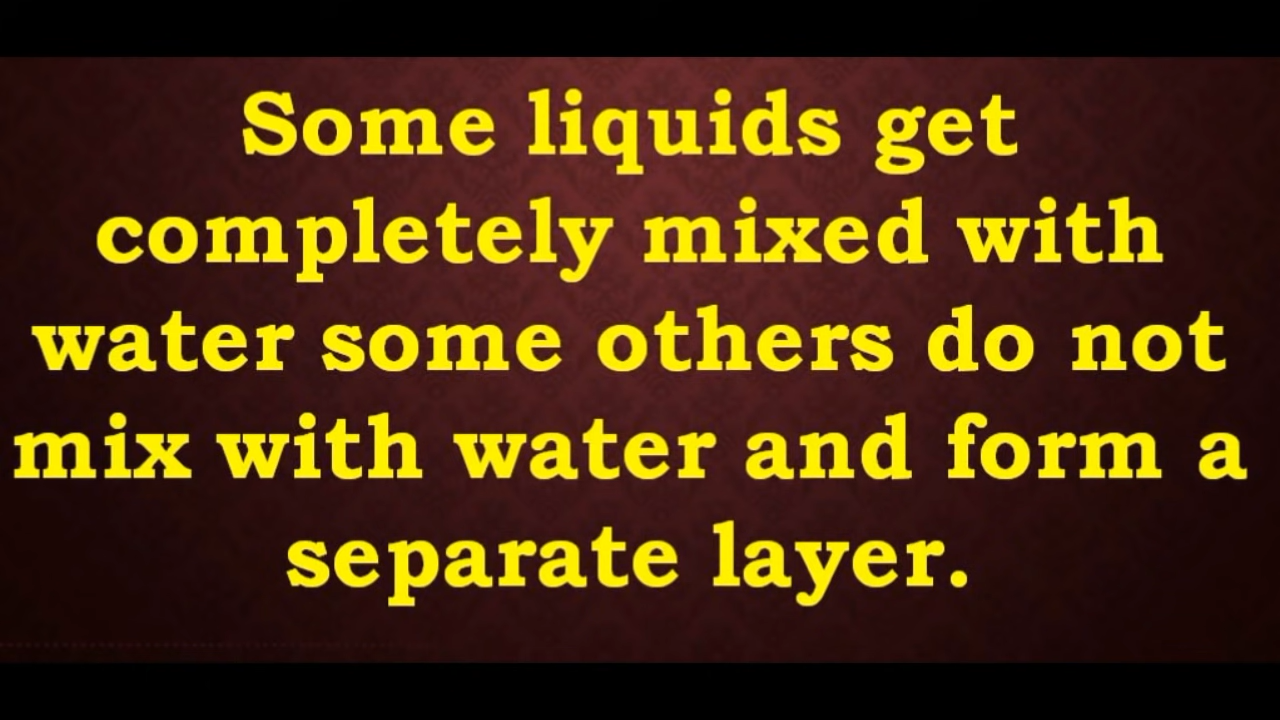 Some liquids get
completely mixed with
water some others do not
mix with water and form a
separate layer.